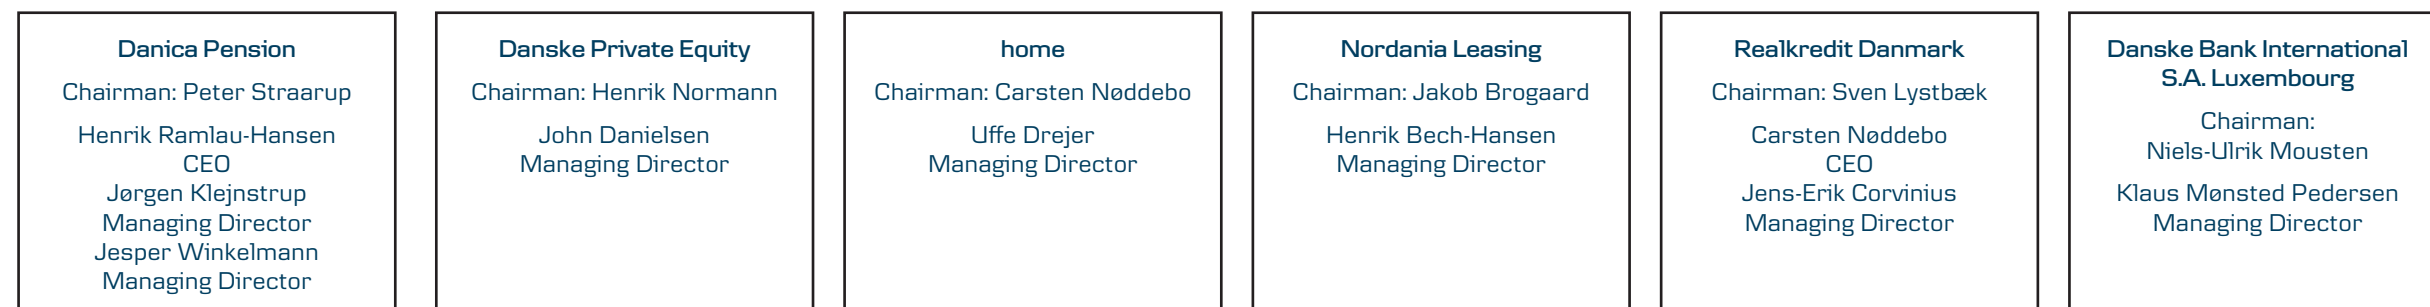 Danica Pension
Chairman: Peter Straarup
Henrik Ramlau-Hansen
CEO
Jørgen Klejnstrup
Managing Director
Jesper Winkelmann
Managing Director
Danske Private Equity
Chairman: Henrik Normann
John Danielsen
Managing Director
home
Chairman: Carsten Nøddebo
Uffe Drejer
Managing Director
Nordania Leasing
Chairman: Jakob Brogaard
Henrik Bech-Hansen
Managing Director
Realkredit Danmark
Chairman: Sven Lystbæk
Carsten Nøddebo
CEO
Jens-Erik Corvinius
Managing Director
Danske Bank International
S.A. Luxembourg
Chairman:
Niels-Ulrik Mousten
Klaus Mønsted Pedersen
Managing Director